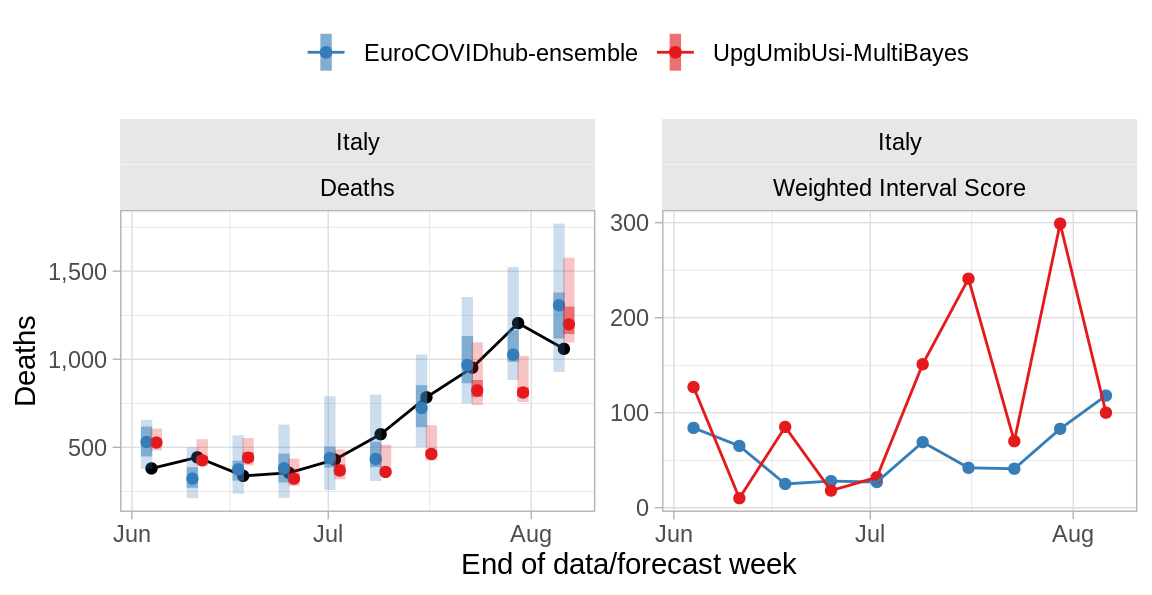 EuroCOVIDhub-ensemble UpgUmibUsi-MultiBayes
Italy Italy
Deaths Weighted Interval Score
Deaths
1,500
1,000
500
300
200
100
0
Jun Jul Aug Jun Jul Aug
End of data/forecast week